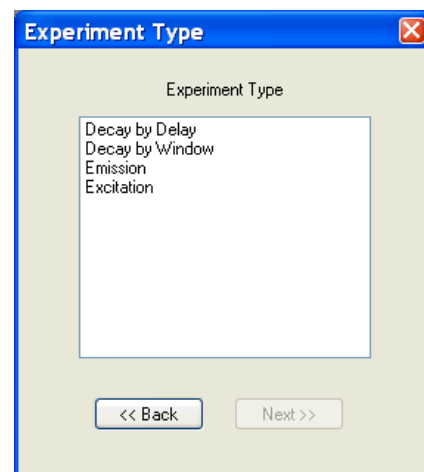 Experiment Type
Experiment Type
Decay by Delay
Decay by Window
Emission
Excitation
<< Back
Next >>